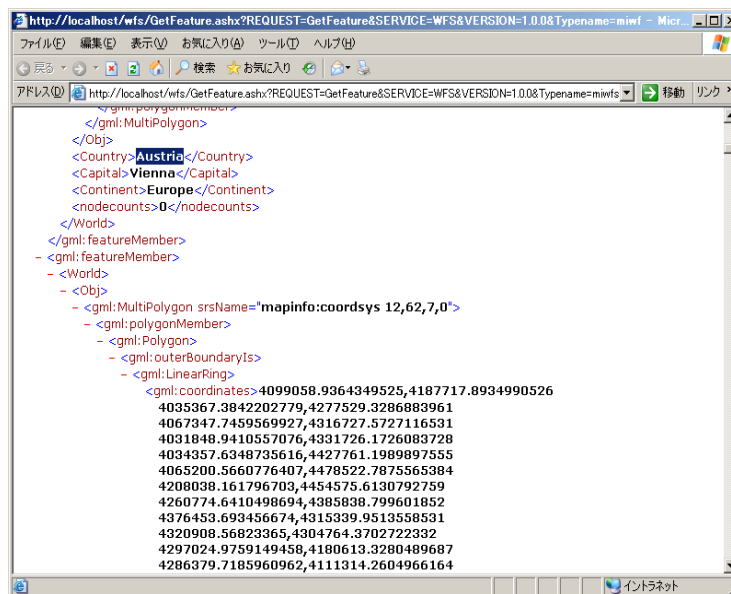 http://localhost/wfs/GetFeature.ashx?REQUEST=GetFeature&SERVICE=WFS&VERSION=1.0.0&Typename=miwf - Micr...
ファイル(F) 編集(E) 表示(V) お気に入り(A) ツール(T) ヘルプ(H)
戻る 検索 お気に入り
アドレス(D) http://localhost/wfs/GetFeature.ashx?REQUEST=GetFeature&SERVICE=WFS&VERSION=1.0.0&Typename=miwfs 移動 リンク »
</gml:polygonMember>
</gml:MultiPolygon>
</Obj>
<Country>Austria</Country>
<Capital>Vienna</Capital>
<Continent>Europe</Continent>
<nodecounts>0</nodecounts>
</World>
</gml:featureMember>
- <gml:featureMember>
- <World>
- <Obj>
- <gml:MultiPolygon srsName="mapinfo:coordsys 12,62,7,0">
- <gml:polygonMember>
- <gml:Polygon>
- <gml:outerBoundaryIs>
- <gml:LinearRing>
<gml:coordinates>4099058.9364349525,4187717.8934990526
4035367.3842202779,4277529.3286883961
4067347.7459569927,4316727.5727116531
4031848.9410557076,4331726.1726083728
4034357.6348735616,4427761.1989897555
4065200.5660776407,4478522.7875565384
4208038.161796703,4454575.6130792759
4260774.6410498694,4385838.799601852
4376453.693456674,4315339.9513558531
4320908.56823365,4304764.3702722332
4297024.9759149458,4180613.3280489687
4286379.7185960962,4111314.2604966164
イントラネット